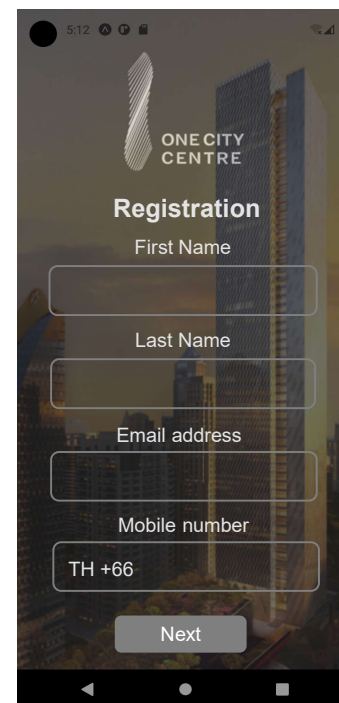 5:12
ONE CITY
CENTRE
Registration
First Name
Last Name
Email address
Mobile number
TH +66
Next